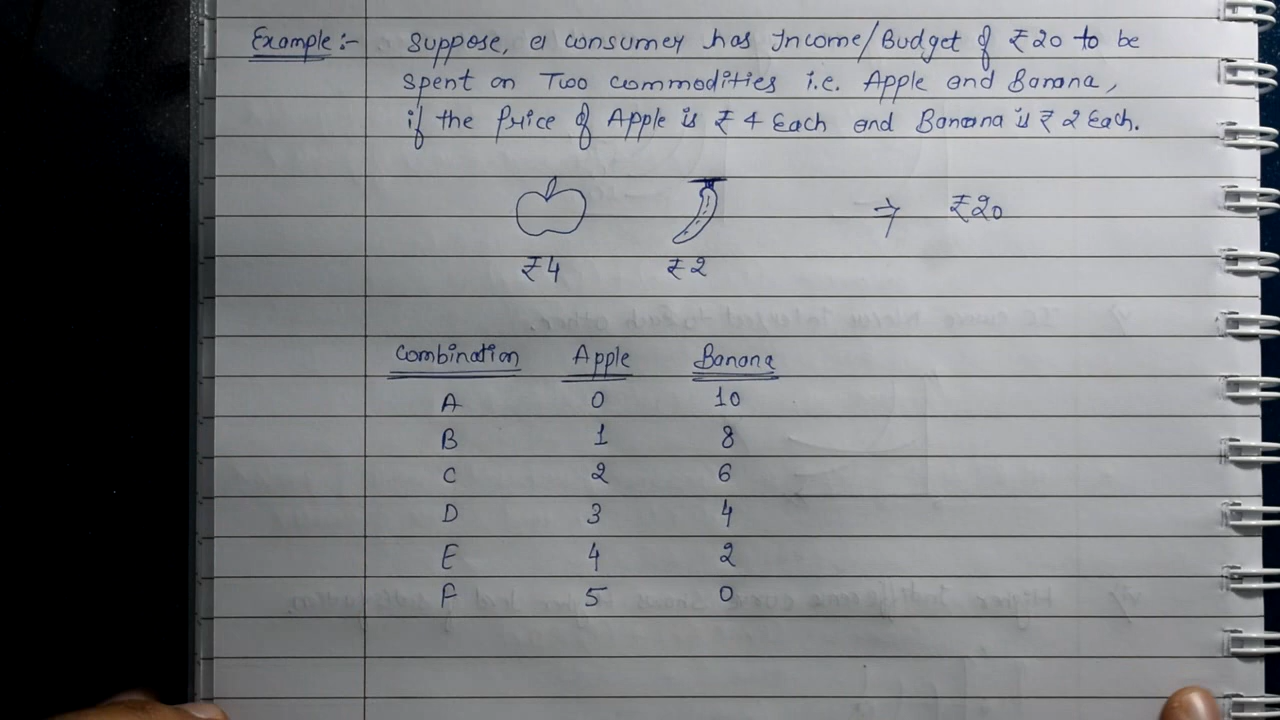 Example:- Suppose, a consumer has Income/Budget of ₹20 to be
spent on Two commodities i.e. Apple and Banana,
if the Price of Apple is ₹4 Each and Banana is ₹2 Each.
⇒ ₹20
₹4 ₹2
Combination Apple Banana
A 0 10
B 1 8
C 2 6
D 3 4
E 4 2
F 5 0